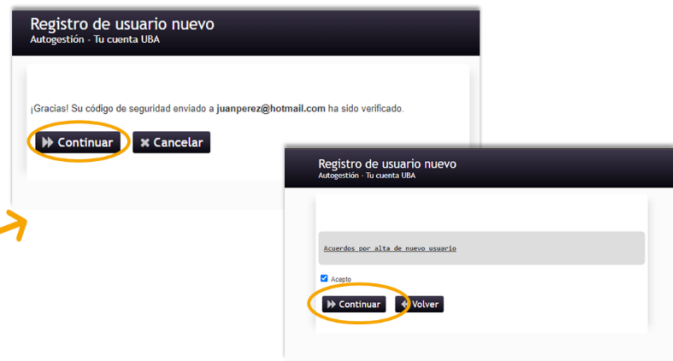 Registro de usuario nuevo
Autogestión - Tu cuenta UBA
¡Gracias! Su código de seguridad enviado a juanperez@hotmail.com ha sido verificado.
Continuar
Cancelar
Registro de usuario nuevo
Autogestión - Tu cuenta UBA
Acuerdos por alta de nuevo usuario
Acepto
Continuar
Volver